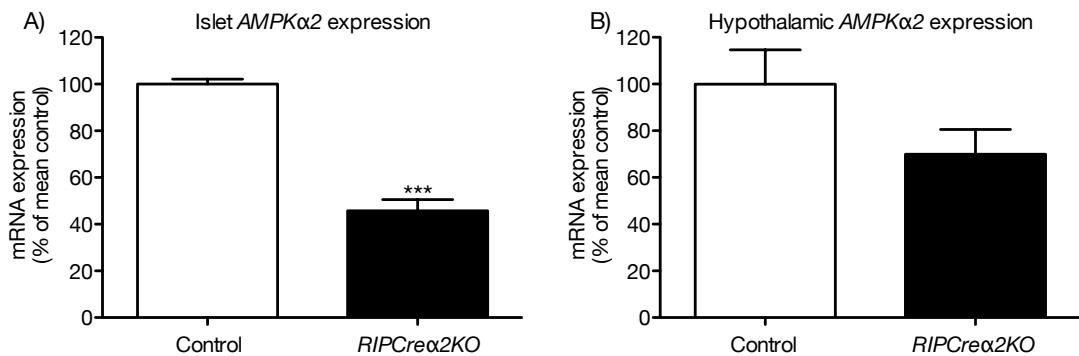 A)
Islet AMPKα2 expression
mRNA expression
(% of mean control)
120
100
80
60
40
20
0
***
Control
RIPCreα2KO
B)
Hypothalamic AMPKα2 expression
mRNA expression
(% of mean control)
120
100
80
60
40
20
0
Control
RIPCreα2KO